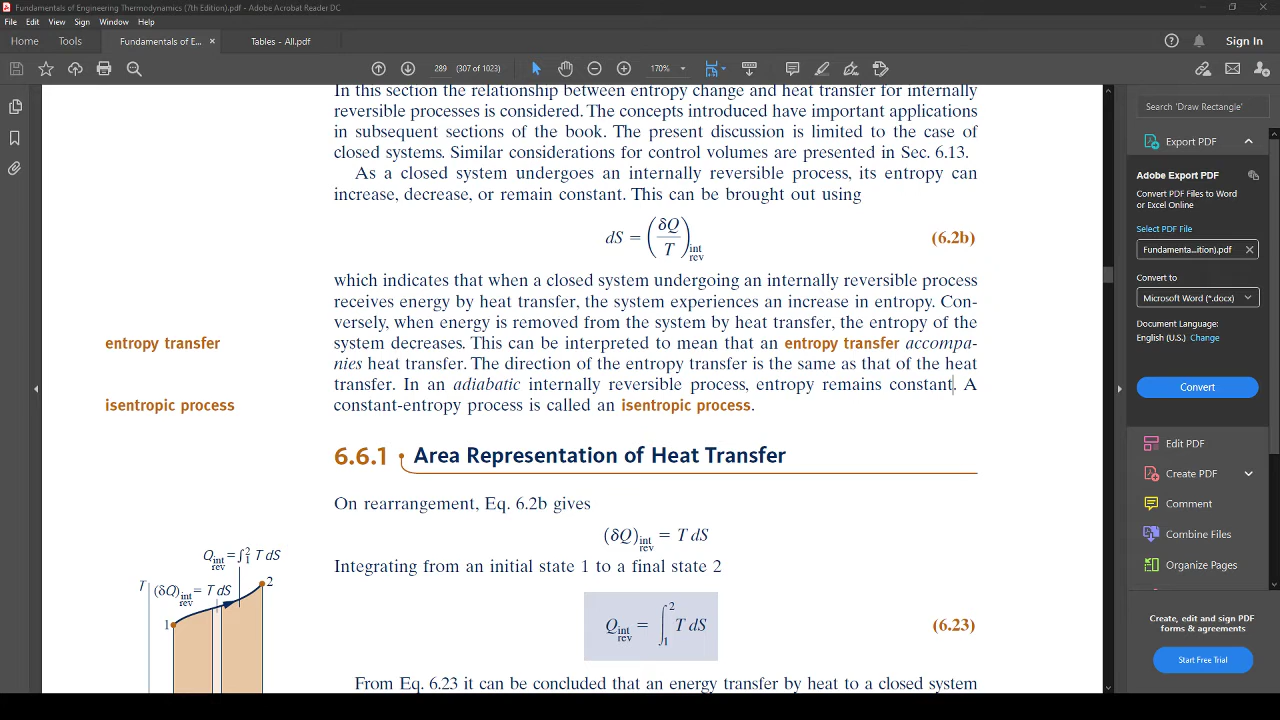 Fundamentals of Engineering Thermodynamics (7th Edition).pdf - Adobe Acrobat Reader DC
File Edit View Sign Window Help
Home Tools Fundamentals of E... × Tables - All.pdf Sign In
289 (307 of 1023) 170%
In this section the relationship between entropy change and heat transfer for internally
reversible processes is considered. The concepts introduced have important applications
in subsequent sections of the book. The present discussion is limited to the case of
closed systems. Similar considerations for control volumes are presented in Sec. 6.13.
As a closed system undergoes an internally reversible process, its entropy can
increase, decrease, or remain constant. This can be brought out using
dS = (δQ/T)int rev (6.2b)
which indicates that when a closed system undergoing an internally reversible process
receives energy by heat transfer, the system experiences an increase in entropy. Con-
versely, when energy is removed from the system by heat transfer, the entropy of the
system decreases. This can be interpreted to mean that an entropy transfer accompa-
nies heat transfer. The direction of the entropy transfer is the same as that of the heat
transfer. In an adiabatic internally reversible process, entropy remains constant. A
constant-entropy process is called an isentropic process.
entropy transfer
isentropic process
6.6.1 Area Representation of Heat Transfer
On rearrangement, Eq. 6.2b gives
(δQ)int rev = T dS
Integrating from an initial state 1 to a final state 2
Qint rev = ∫₁² T dS (6.23)
From Eq. 6.23 it can be concluded that an energy transfer by heat to a closed system
Qint rev = ∫₁² T dS
T (δQ)int rev = T dS 2
1
Search 'Draw Rectangle'
Export PDF
Adobe Export PDF
Convert PDF Files to Word
or Excel Online
Select PDF File
Fundamenta...ition).pdf ×
Convert to
Microsoft Word (*.docx)
Document Language:
English (U.S.) Change
Convert
Edit PDF
Create PDF
Comment
Combine Files
Organize Pages
Create, edit and sign PDF
forms & agreements
Start Free Trial